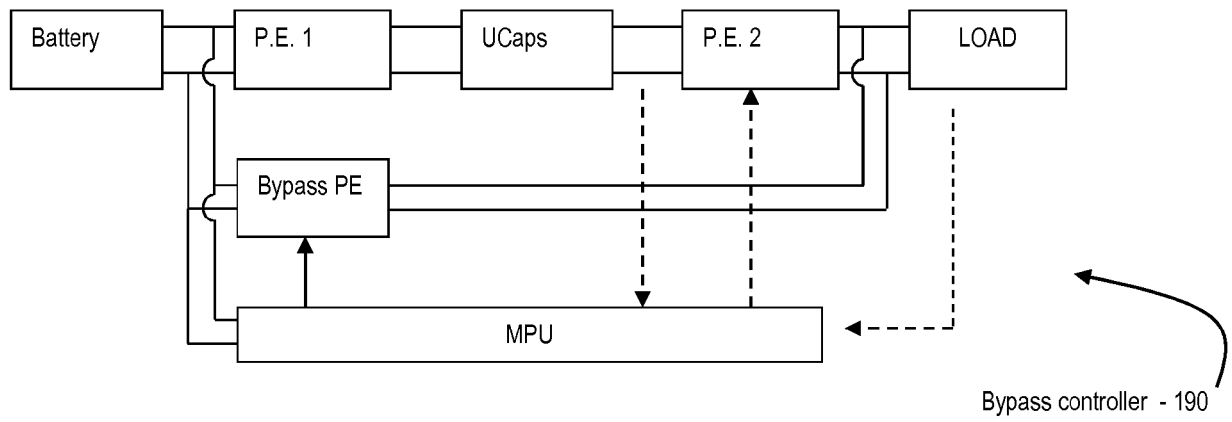 Battery
P.E. 1
UCaps
P.E. 2
LOAD
Bypass PE
MPU
Bypass controller - 190